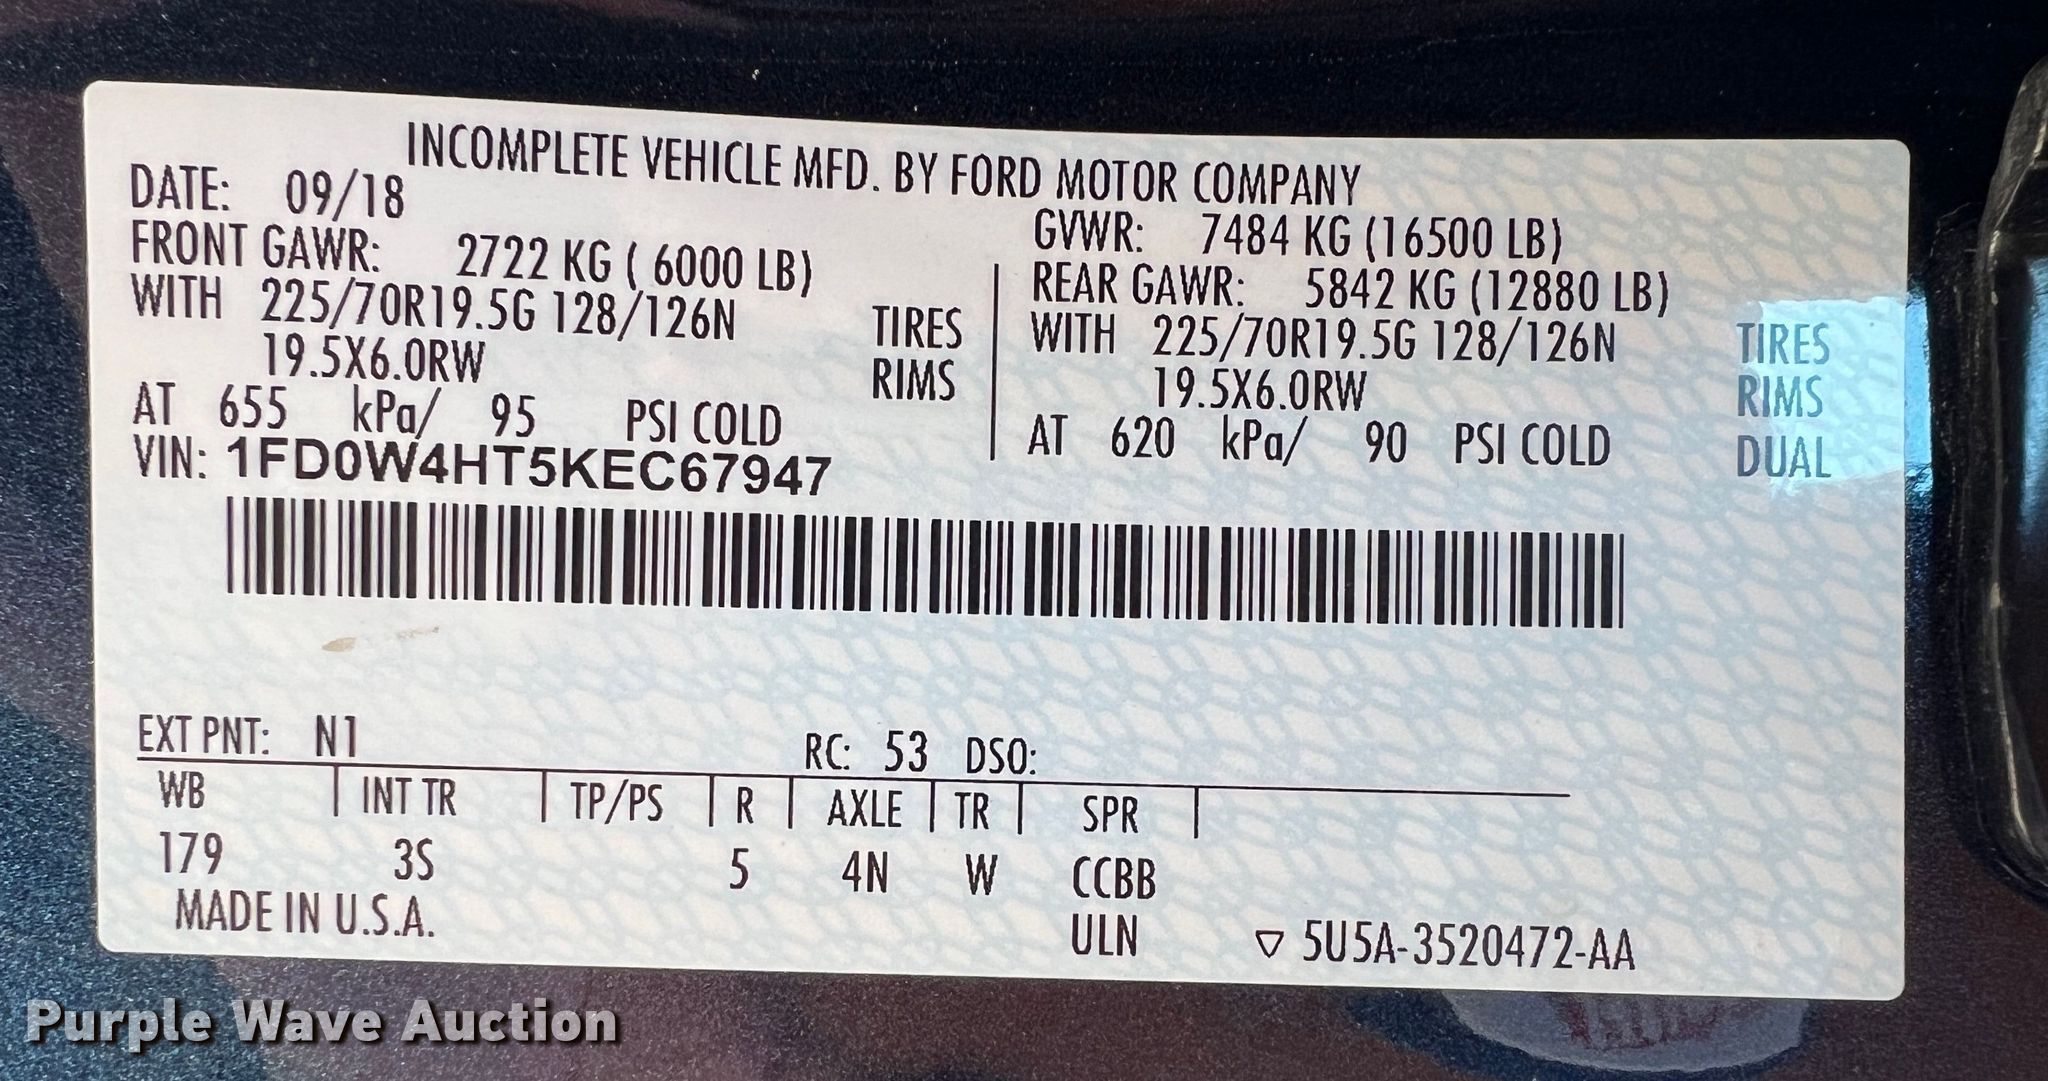 INCOMPLETE VEHICLE MFD. BY FORD MOTOR COMPANY
DATE: 09/18
GVWR: 7484 KG (16500 LB)
FRONT GAWR: 2722 KG ( 6000 LB)
REAR GAWR: 5842 KG (12880 LB)
WITH 225/70R19.5G 128/126N TIRES
WITH 225/70R19.5G 128/126N TIRES
19.5X6.0RW RIMS
19.5X6.0RW RIMS
AT 655 kPa/ 95 PSI COLD
AT 620 kPa/ 90 PSI COLD DUAL
VIN: 1FD0W4HT5KEC67947
EXT PNT: N1 RC: 53 DSO:
WB INT TR TP/PS R AXLE TR SPR
179 3S 5 4N W CCBB
MADE IN U.S.A. ULN ▽ 5U5A-3520472-AA
Purple Wave Auction